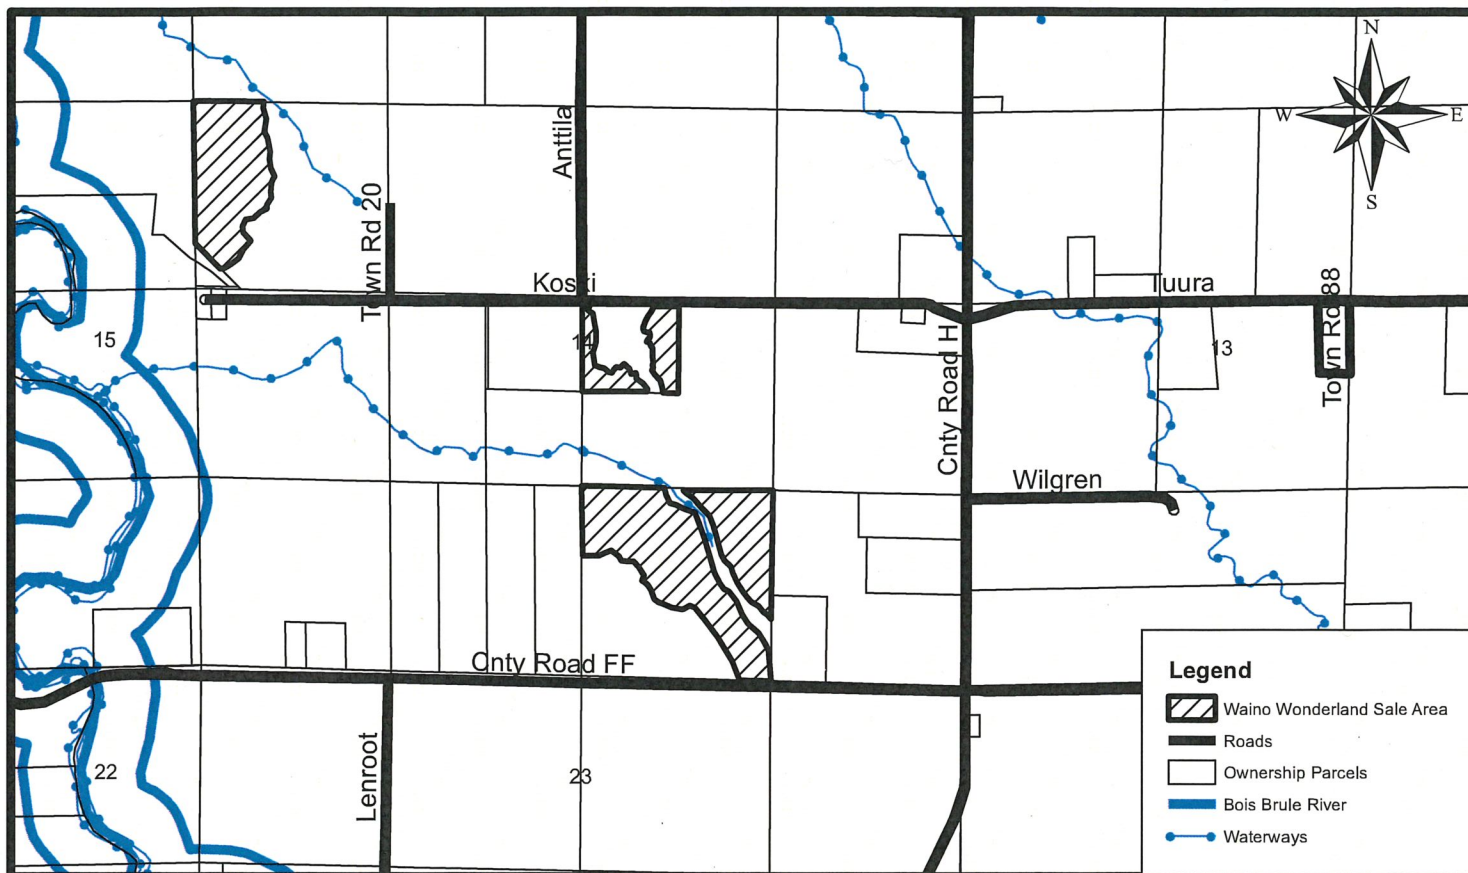 N
W
E
S
Anttila
Town Rd 20
Koski
Tuura
Town Rd 88
15
14
13
Cnty Road H
Wilgren
Cnty Road FF
Lenroot
22
23
Legend
Waino Wonderland Sale Area
Roads
Ownership Parcels
Bois Brule River
Waterways